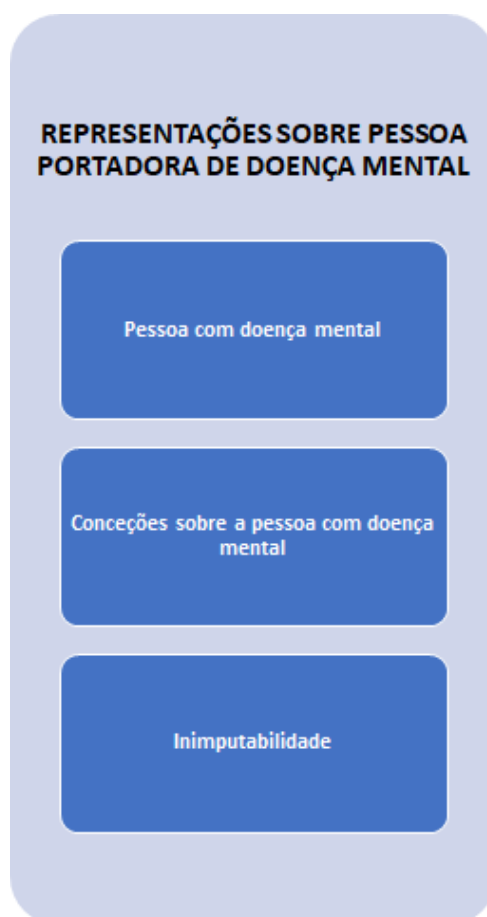 REPRESENTAÇÕES SOBRE PESSOA
PORTADORA DE DOENÇA MENTAL
Pessoa com doença mental
Conceções sobre a pessoa com doença
mental
Inimputabilidade